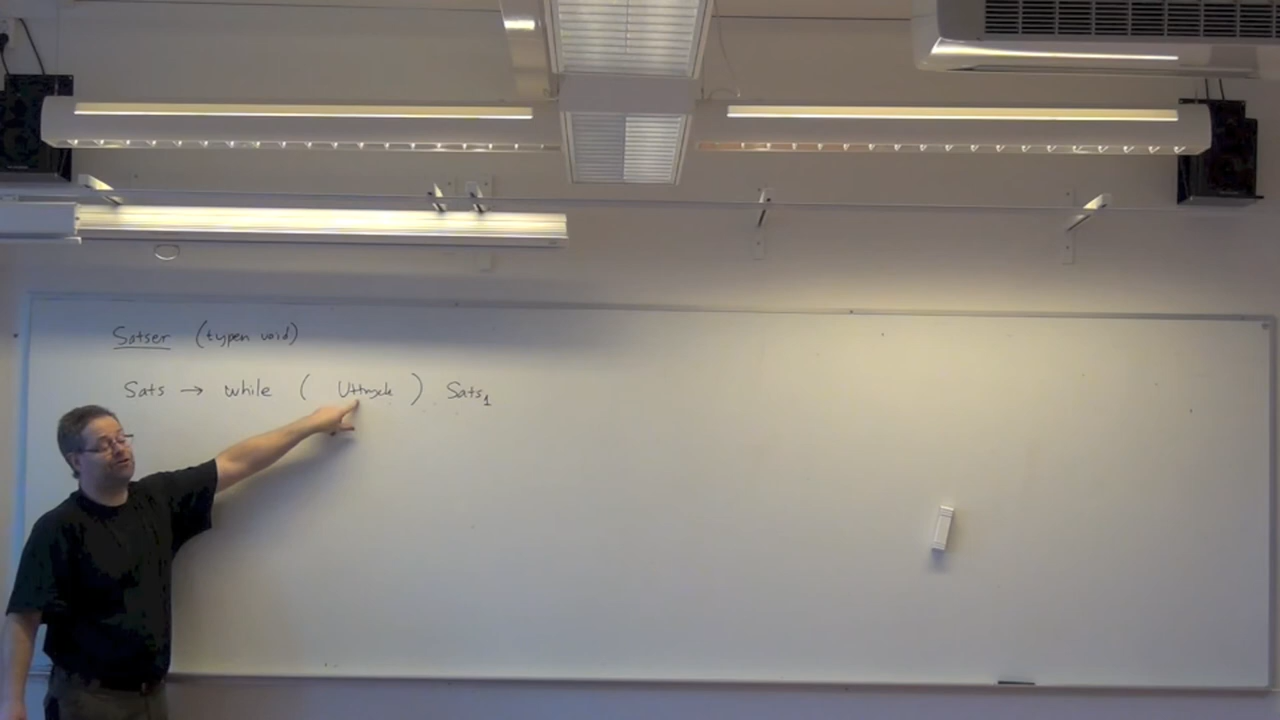 Satser (typen void)
Sats → while ( Uttryck ) Sats1